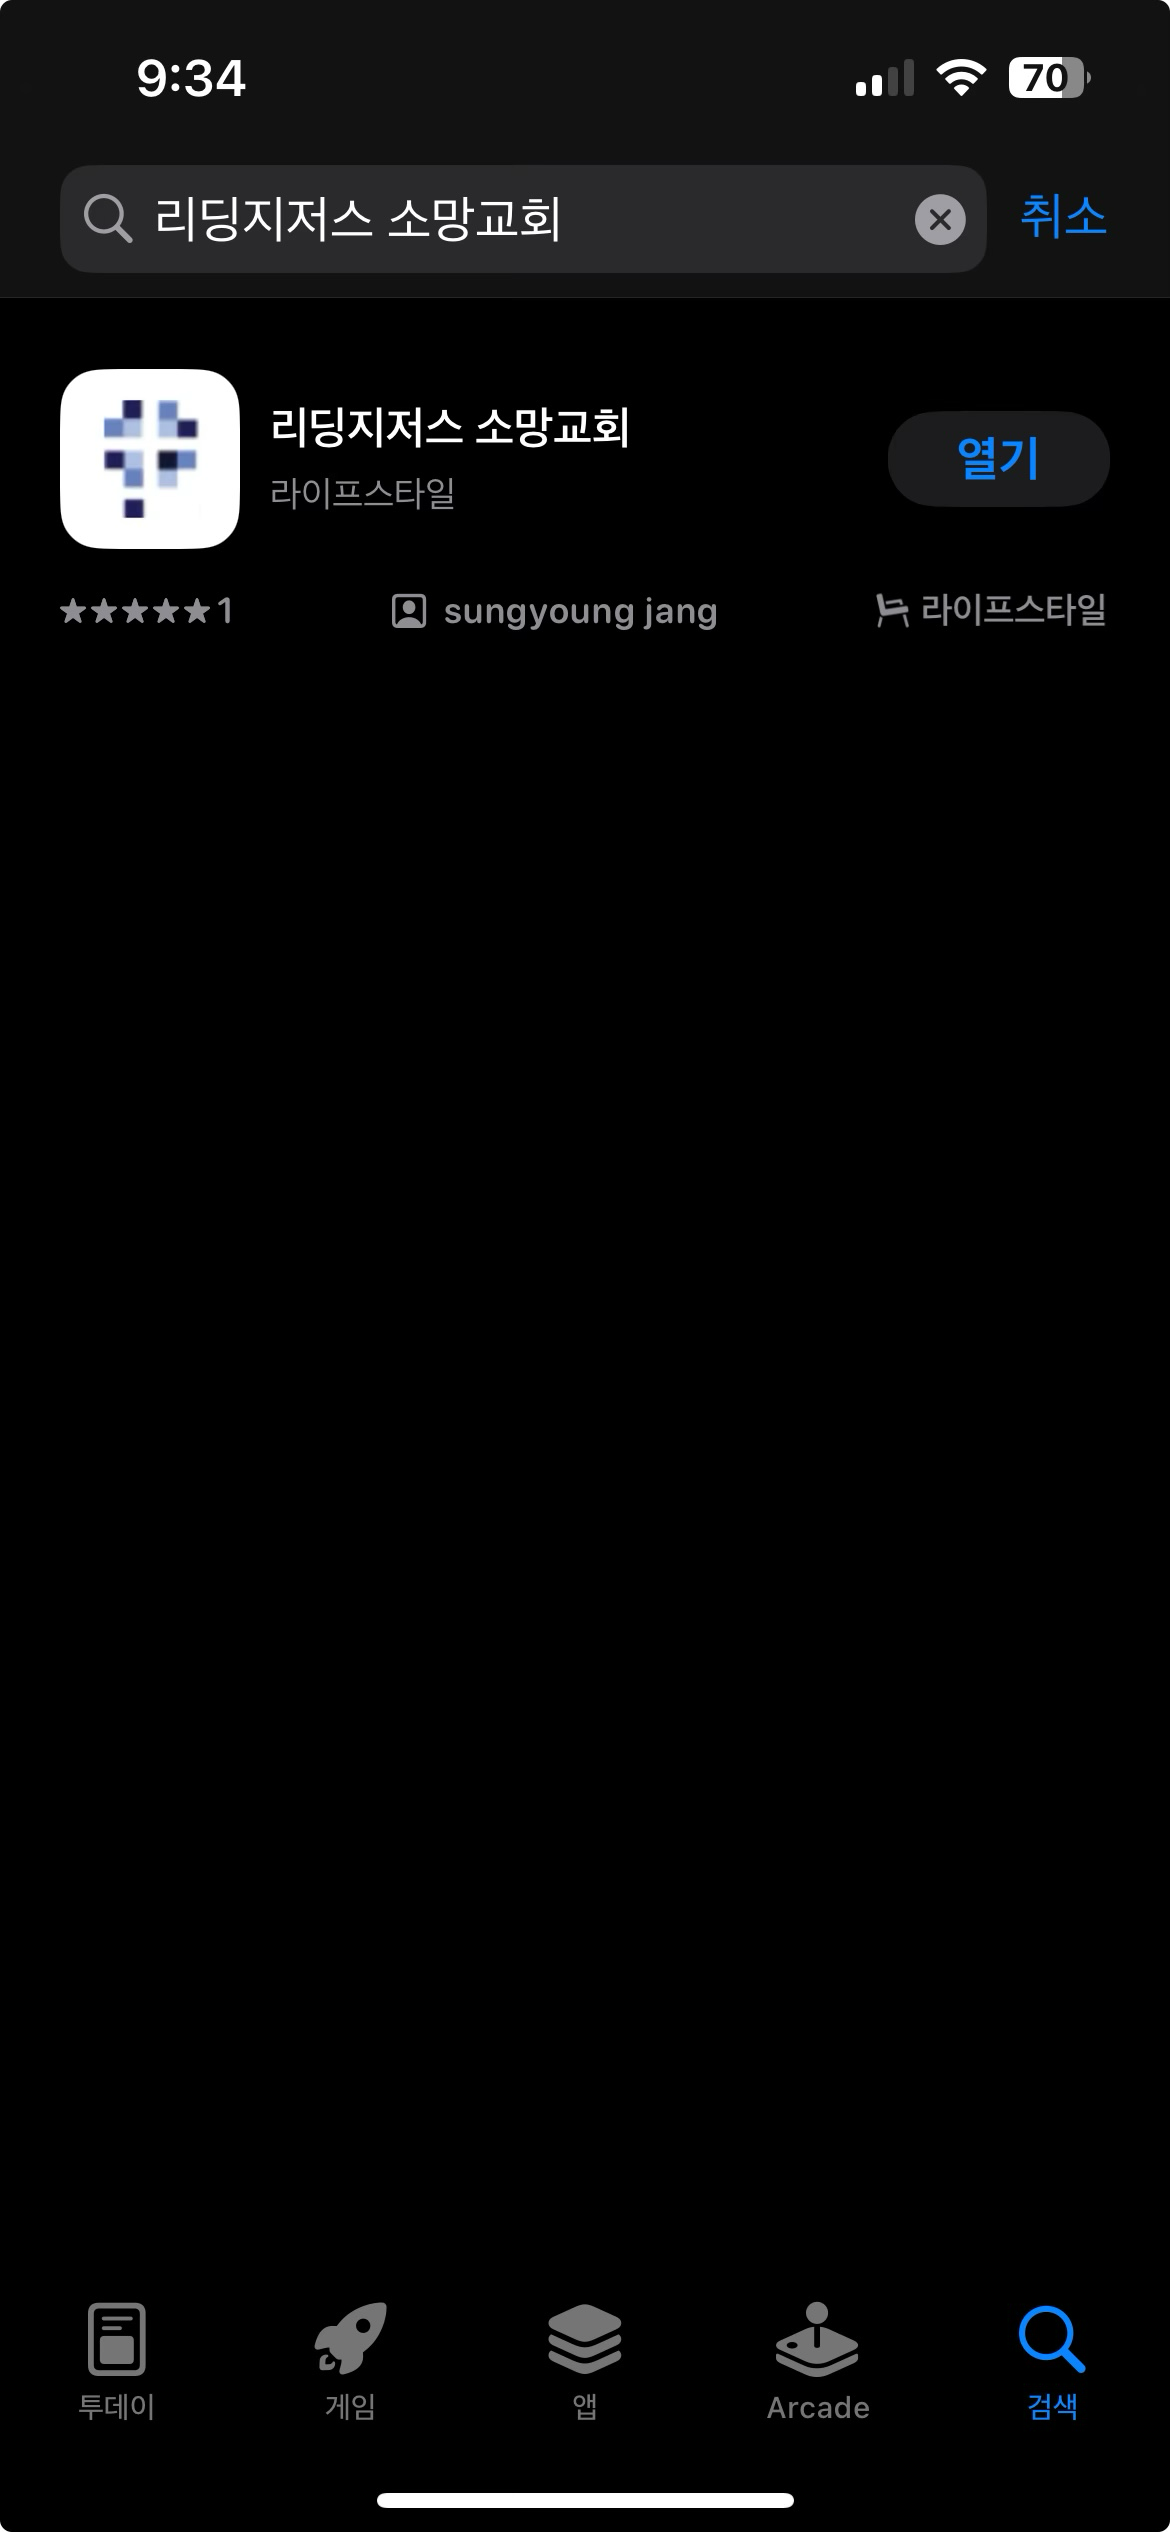 9:34
70
리딩지저스 소망교회
취소
리딩지저스 소망교회
라이프스타일
열기
★★★★★ 1
sungyoung jang
라이프스타일
투데이
게임
앱
Arcade
검색